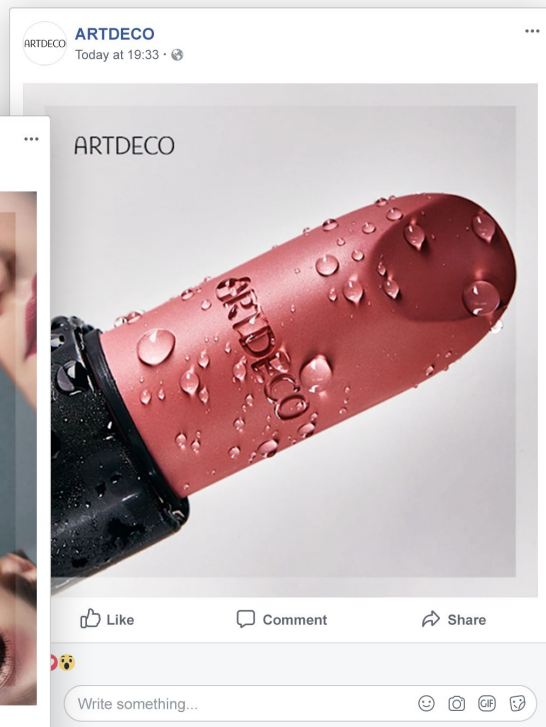 ARTDECO
ARTDECO
Today at 19:33 ·
ARTDECO
ARTDECO
Like
Comment
Share
Write something...
GIF